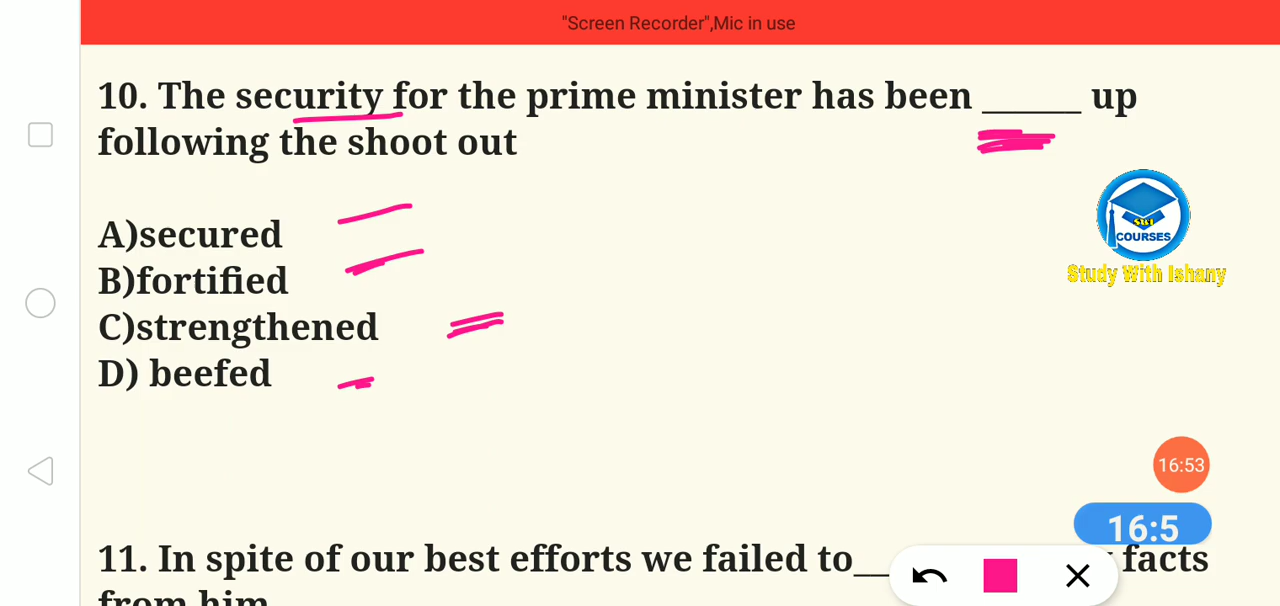 "Screen Recorder",Mic in use
10. The security for the prime minister has been ______ up
following the shoot out
A)secured
B)fortified
C)strengthened
D) beefed
COURSES
Study With Ishany
16:53
16:5
11. In spite of our best efforts we failed to__ facts
from him